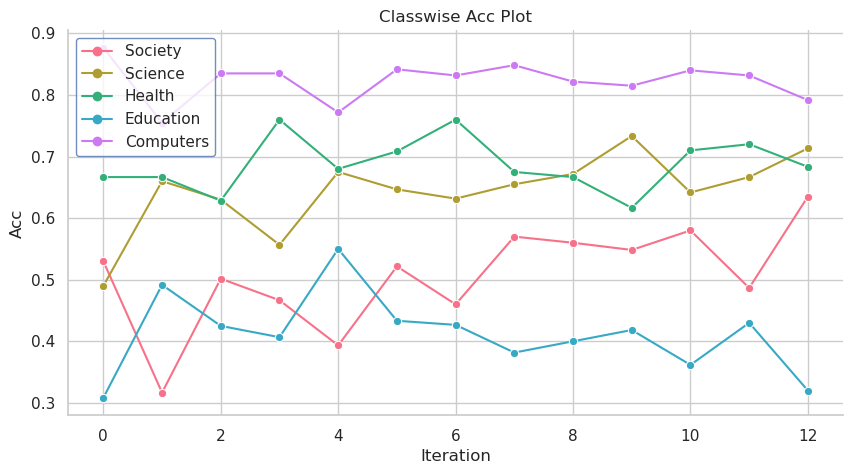 Classwise Acc Plot
0.9
0.8
0.7
0.6
0.5
0.4
0.3
Acc
Society
Science
Health
Education
Computers
0 2 4 6 8 10 12
Iteration